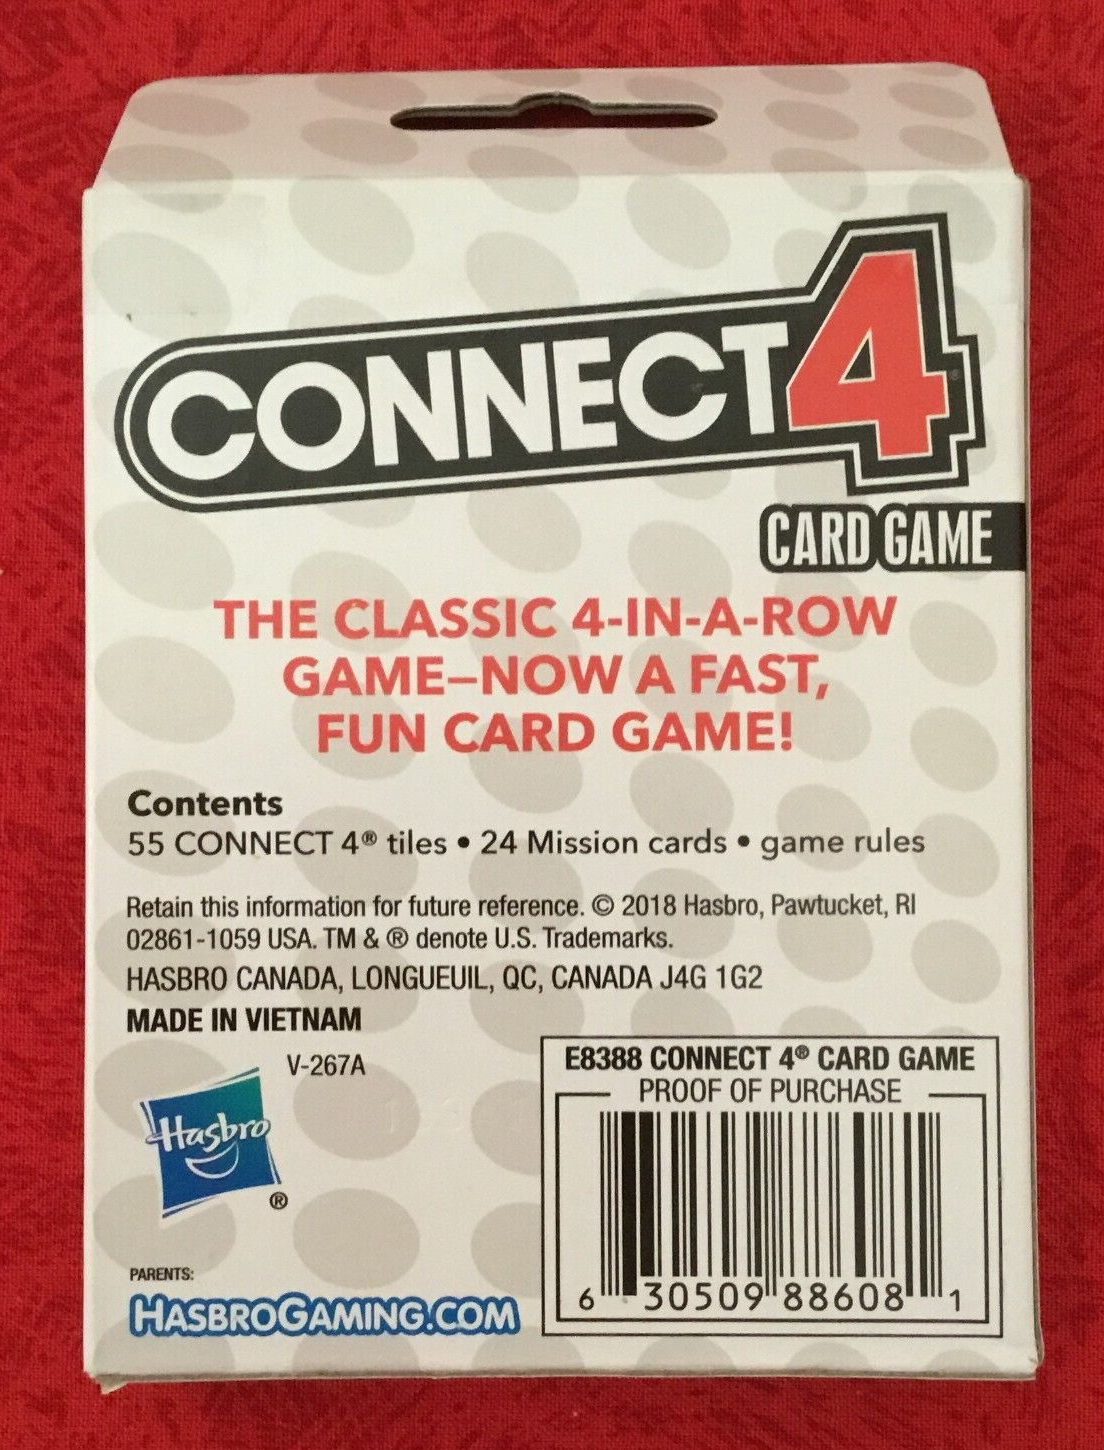 CONNECT 4
CARD GAME
THE CLASSIC 4-IN-A-ROW
GAME—NOW A FAST,
FUN CARD GAME!
Contents
55 CONNECT 4® tiles • 24 Mission cards • game rules
Retain this information for future reference. © 2018 Hasbro, Pawtucket, RI
02861-1059 USA. TM & ® denote U.S. Trademarks.
HASBRO CANADA, LONGUEUIL, QC, CANADA J4G 1G2
MADE IN VIETNAM
V-267A
Hasbro
®
PARENTS:
HASBROGAMING.COM
E8388 CONNECT 4® CARD GAME
PROOF OF PURCHASE
6 30509 88608 1